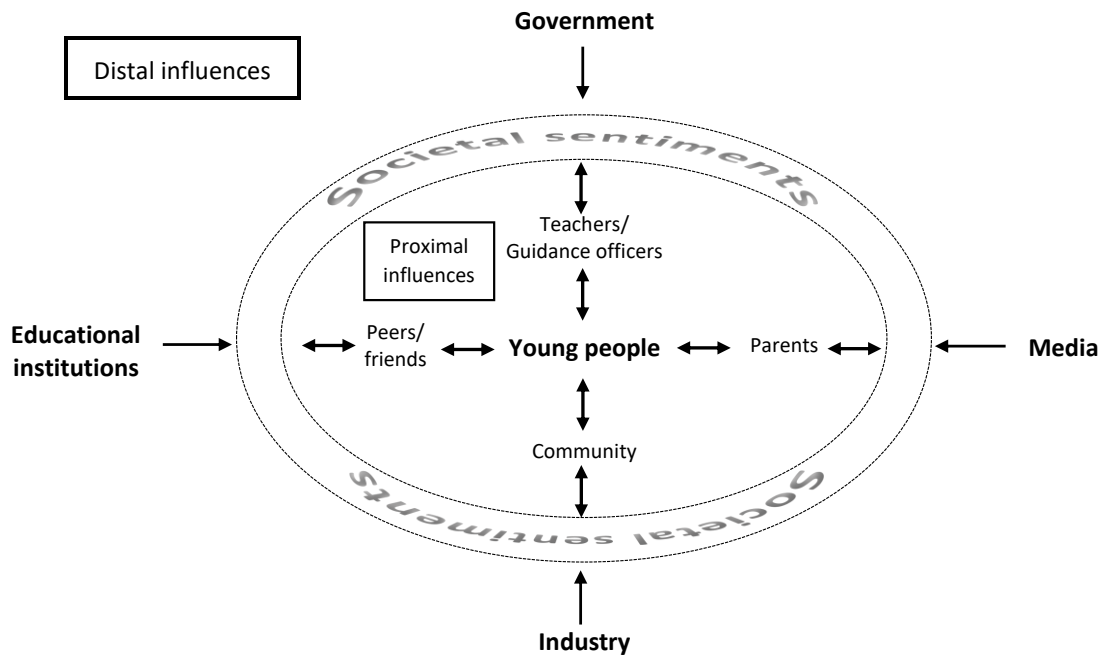 Government
Distal influences
Societal sentiments
Teachers/
Guidance officers
Proximal
influences
Educational
institutions
Peers/
friends
Young people
Parents
Media
Community
Societal sentiments
Industry